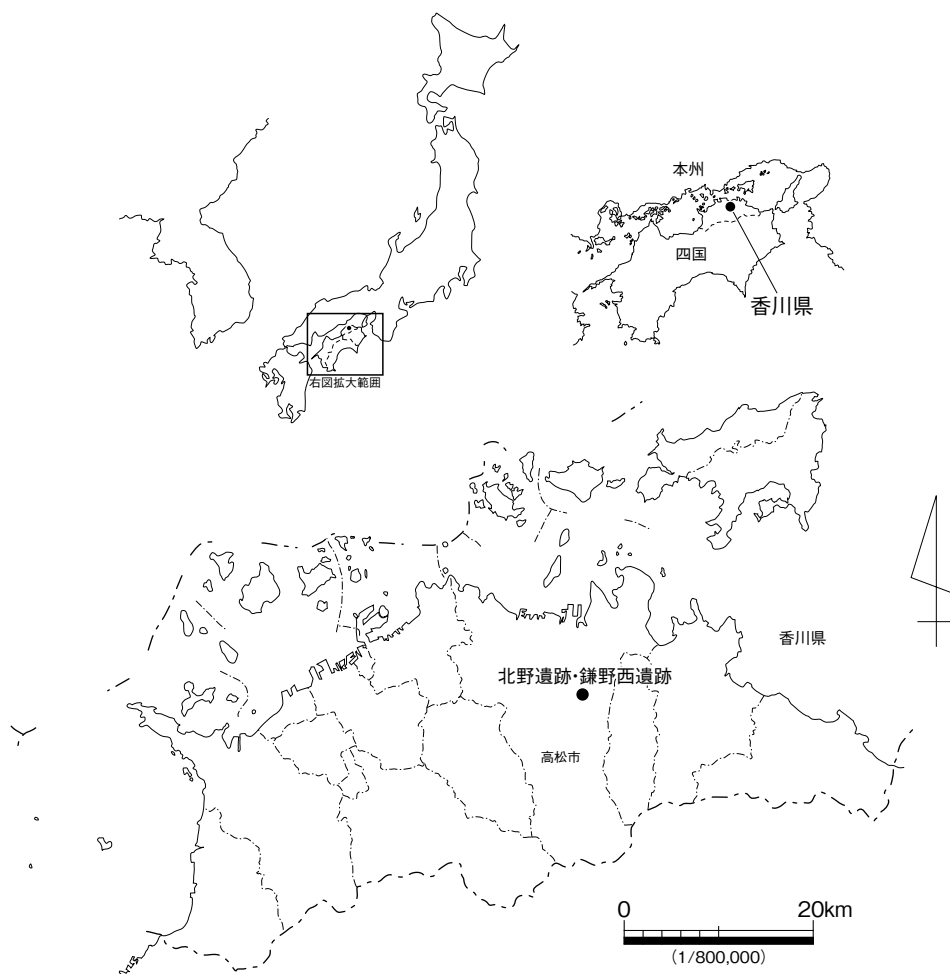 本州
四国
香川県
右図拡大範囲
香川県
北野遺跡・鎌野西遺跡
高松市
0 20km
(1/800,000)